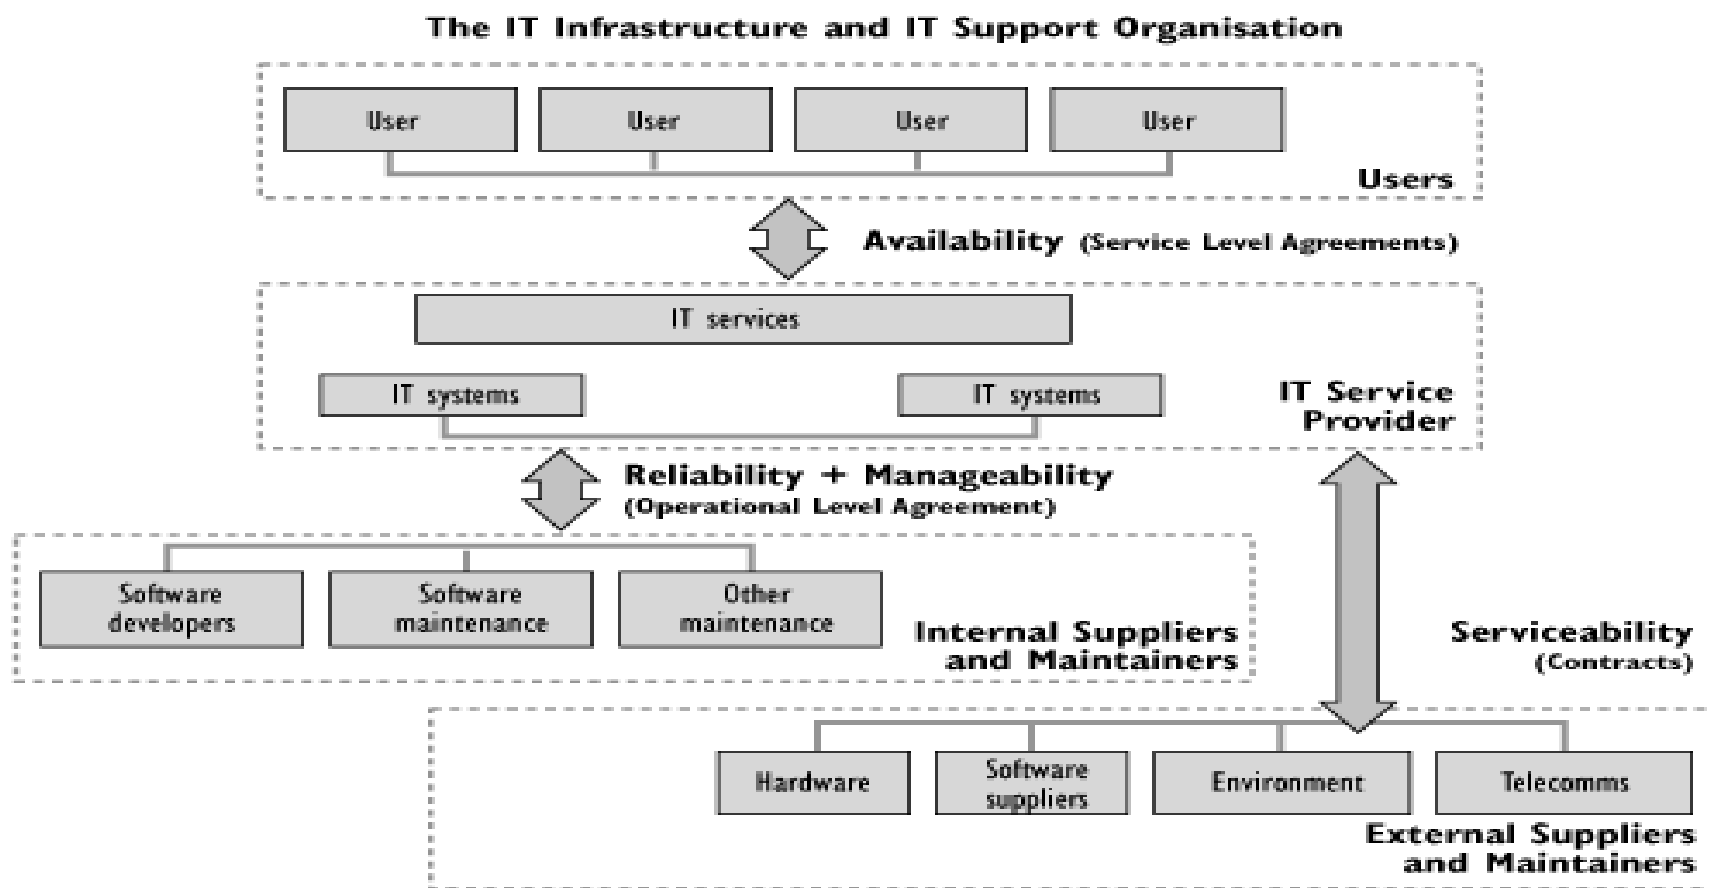 The IT Infrastructure and IT Support Organisation
User
User
User
User
Users
Availability (Service Level Agreements)
IT services
IT systems
IT systems
IT Service
Provider
Reliability + Manageability
(Operational Level Agreement)
Software
developers
Software
maintenance
Other
maintenance
Internal Suppliers
and Maintainers
Serviceability
(Contracts)
Hardware
Software
suppliers
Environment
Telecomms
External Suppliers
and Maintainers